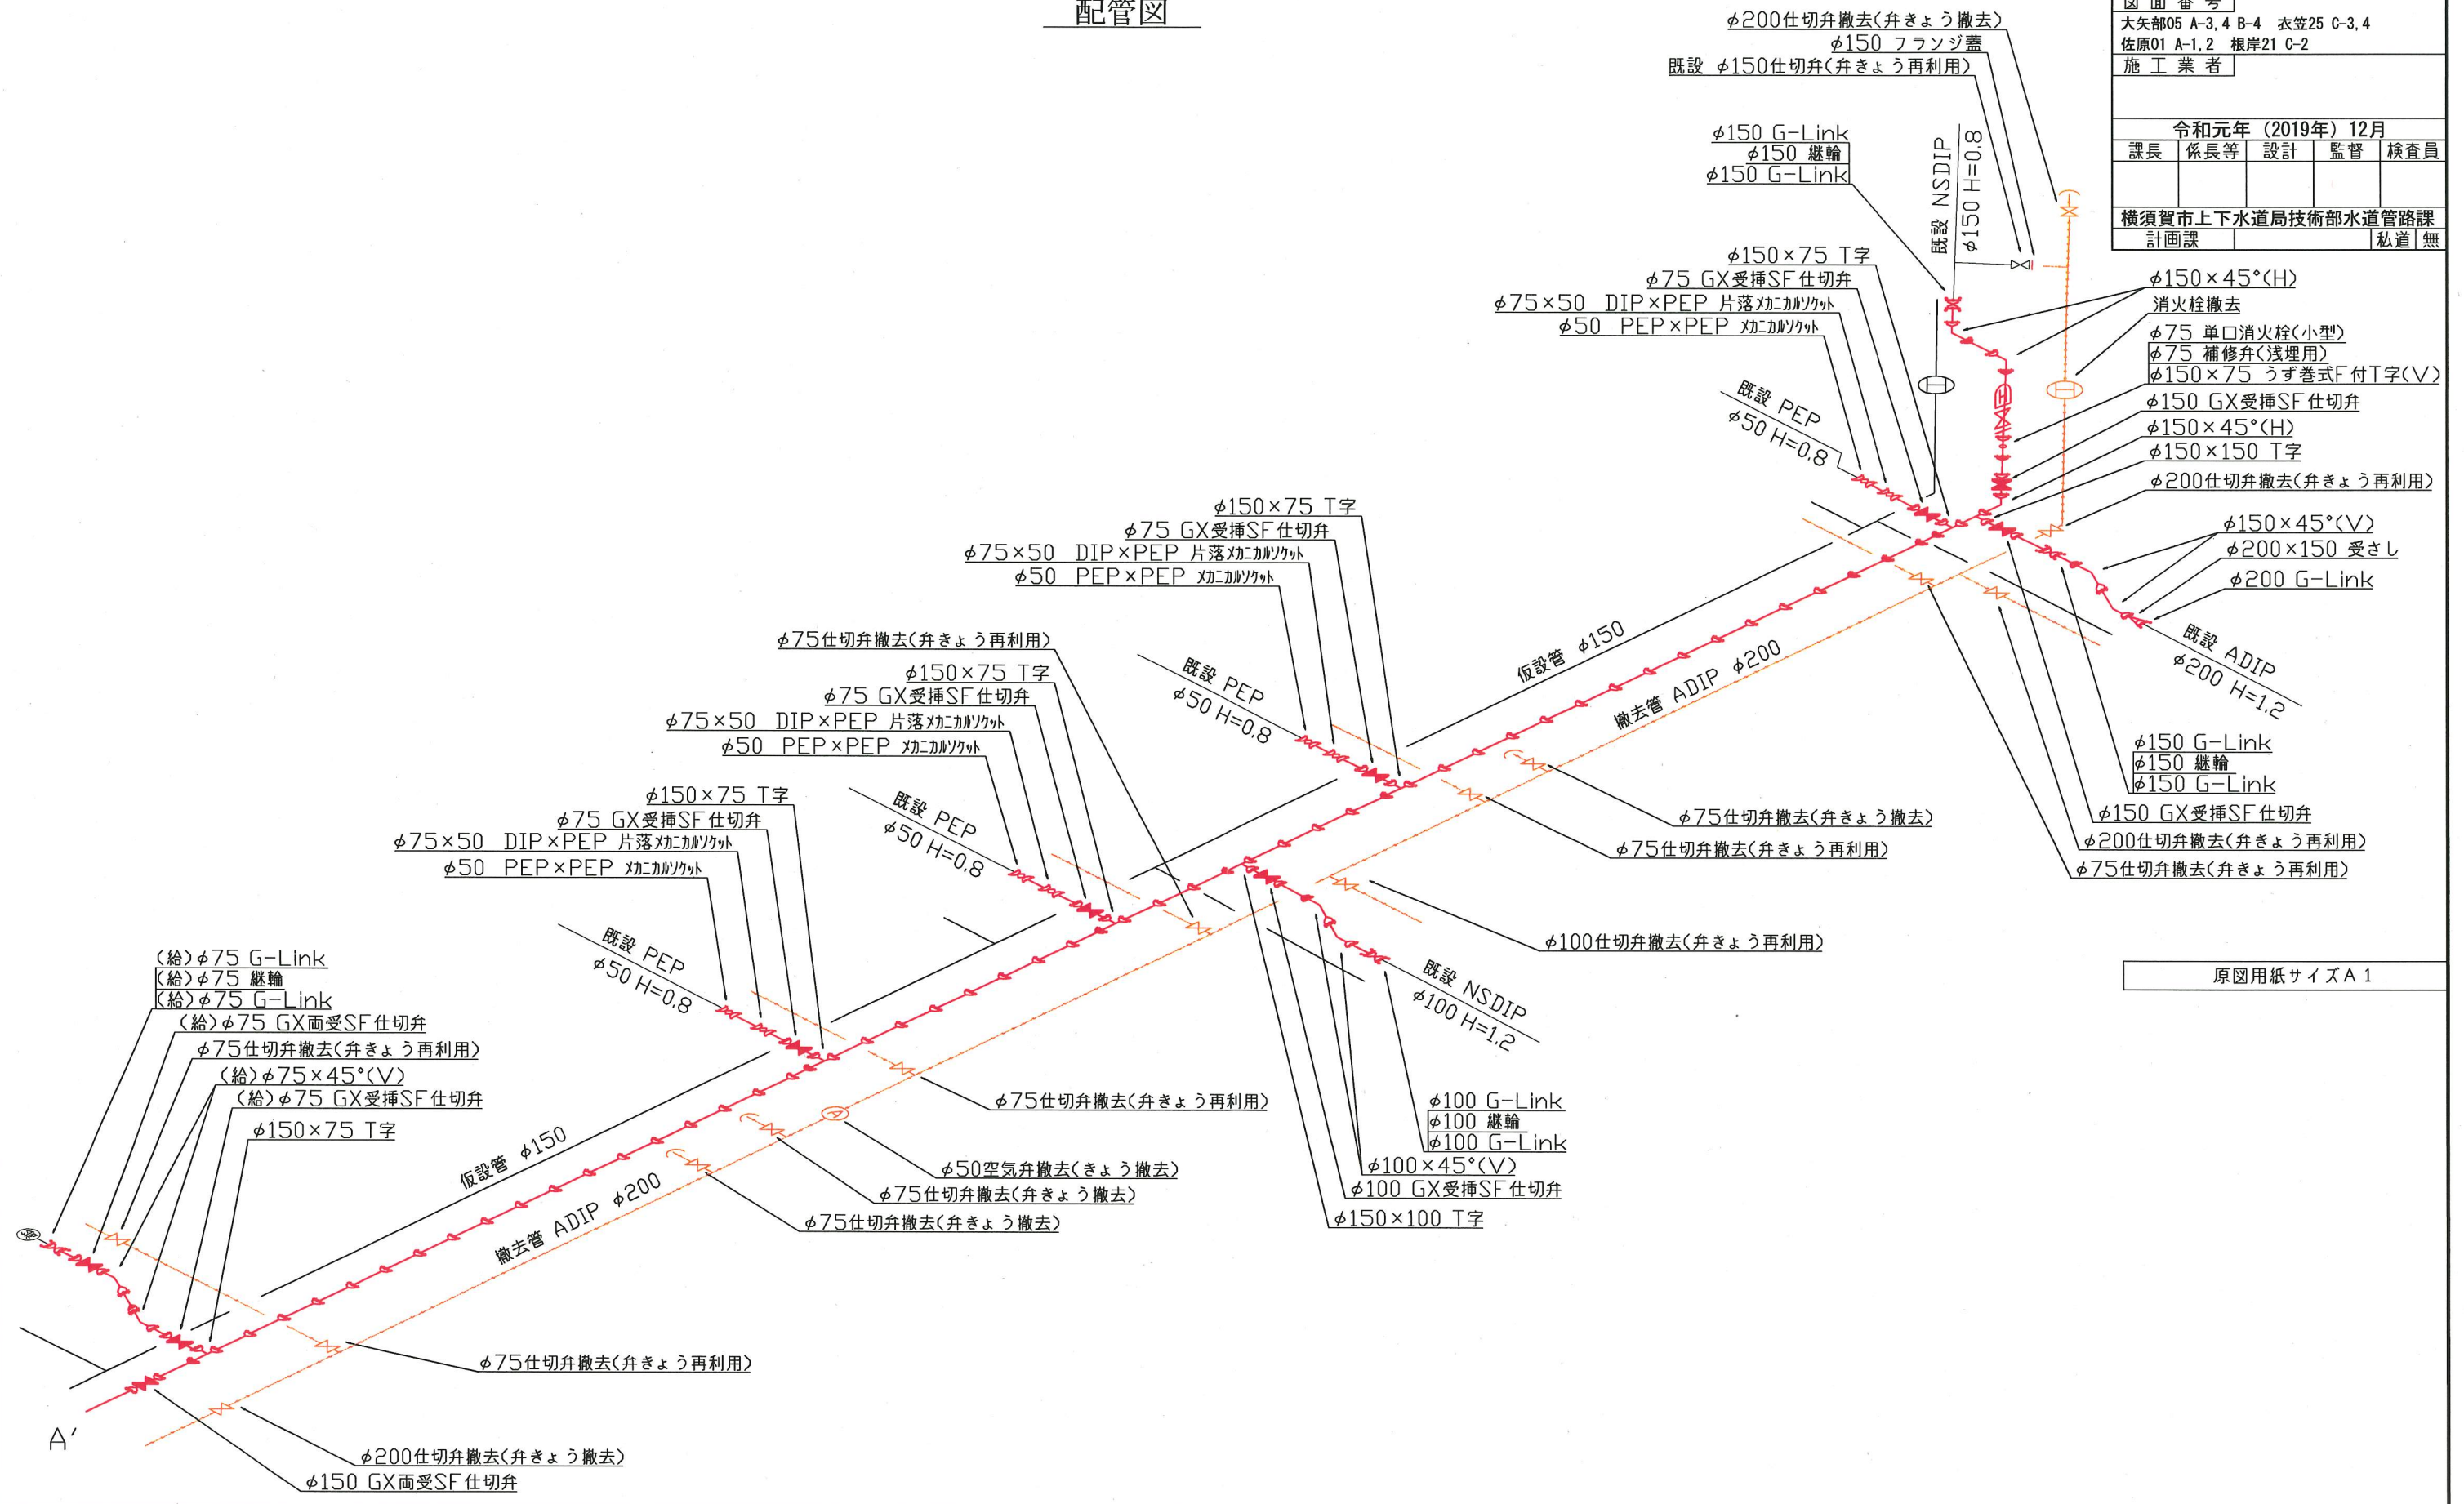 配管図
図面番号
大矢部05 A-3,4 B-4 衣笠25 C-3,4
佐原01 A-1,2 根岸21 C-2
施工業者
令和元年（2019年）12月
課長 係長等 設計 監督 検査員
横須賀市上下水道局技術部水道管路課
計画課 私道 無
φ200仕切弁撤去(弁きょう撤去)
φ150 フランジ蓋
既設 φ150仕切弁(弁きょう再利用)
φ150 G-Link
φ150 継輪
φ150 G-Link
既設 NSDIP
φ150 H=0.8
φ150×75 T字
φ75 GX受挿SF仕切弁
φ75×50 DIP×PEP 片落メカニカルソケット
φ50 PEP×PEP メカニカルソケット
既設 PEP
φ50 H=0.8
φ150×45°(H)
消火栓撤去
φ75 単口消火栓(小型)
φ75 補修弁(浅埋用)
φ150×75 うず巻式F付T字(V)
φ150 GX受挿SF仕切弁
φ150×45°(H)
φ150×150 T字
φ200仕切弁撤去(弁きょう再利用)
φ150×45°(V)
φ200×150 受さし
φ200 G-Link
H
既設 ADIP
φ200 H=1.2
φ150 G-Link
φ150 継輪
φ150 G-Link
φ150 GX受挿SF仕切弁
φ200仕切弁撤去(弁きょう再利用)
φ75仕切弁撤去(弁きょう再利用)
φ150×75 T字
φ75 GX受挿SF仕切弁
φ75×50 DIP×PEP 片落メカニカルソケット
φ50 PEP×PEP メカニカルソケット
既設 PEP
φ50 H=0.8
仮設管 φ150
撤去管 ADIP φ200
φ75仕切弁撤去(弁きょう撤去)
φ75仕切弁撤去(弁きょう再利用)
φ100仕切弁撤去(弁きょう再利用)
φ75仕切弁撤去(弁きょう再利用)
φ150×75 T字
φ75 GX受挿SF仕切弁
φ75×50 DIP×PEP 片落メカニカルソケット
φ50 PEP×PEP メカニカルソケット
既設 PEP
φ50 H=0.8
既設 NSDIP
φ100 H=1.2
φ100 G-Link
φ100 継輪
φ100 G-Link
φ100×45°(V)
φ100 GX受挿SF仕切弁
φ150×100 T字
原図用紙サイズA1
φ150×75 T字
φ75 GX受挿SF仕切弁
φ75×50 DIP×PEP 片落メカニカルソケット
φ50 PEP×PEP メカニカルソケット
既設 PEP
φ50 H=0.8
φ75仕切弁撤去(弁きょう再利用)
A
φ50空気弁撤去(きょう撤去)
φ75仕切弁撤去(弁きょう撤去)
φ75仕切弁撤去(弁きょう撤去)
仮設管 φ150
撤去管 ADIP φ200
(給)φ75 G-Link
(給)φ75 継輪
(給)φ75 G-Link
(給)φ75 GX両受SF仕切弁
φ75仕切弁撤去(弁きょう再利用)
(給)φ75×45°(V)
(給)φ75 GX受挿SF仕切弁
φ150×75 T字
φ75仕切弁撤去(弁きょう再利用)
A'
φ200仕切弁撤去(弁きょう撤去)
φ150 GX両受SF仕切弁